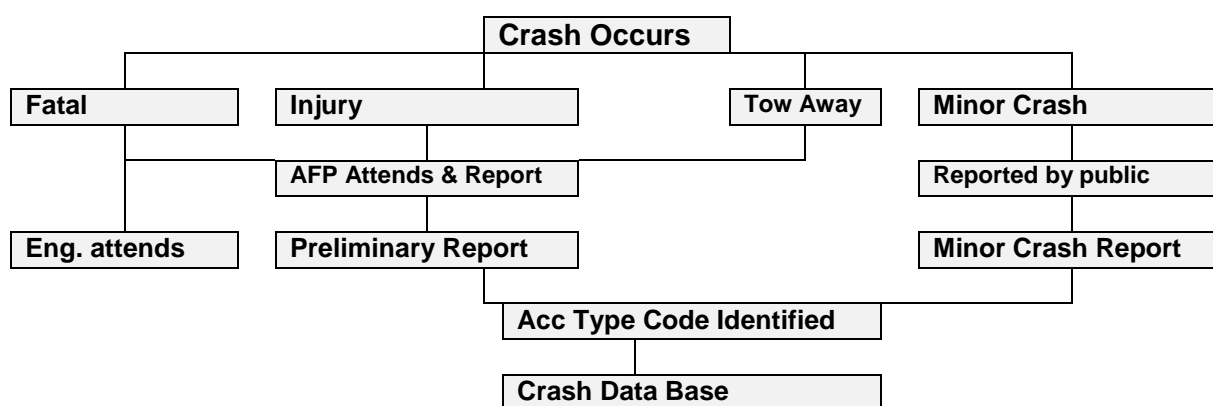 Crash Occurs
Fatal
Injury
Tow Away
Minor Crash
AFP Attends & Report
Reported by public
Eng. attends
Preliminary Report
Minor Crash Report
Acc Type Code Identified
Crash Data Base